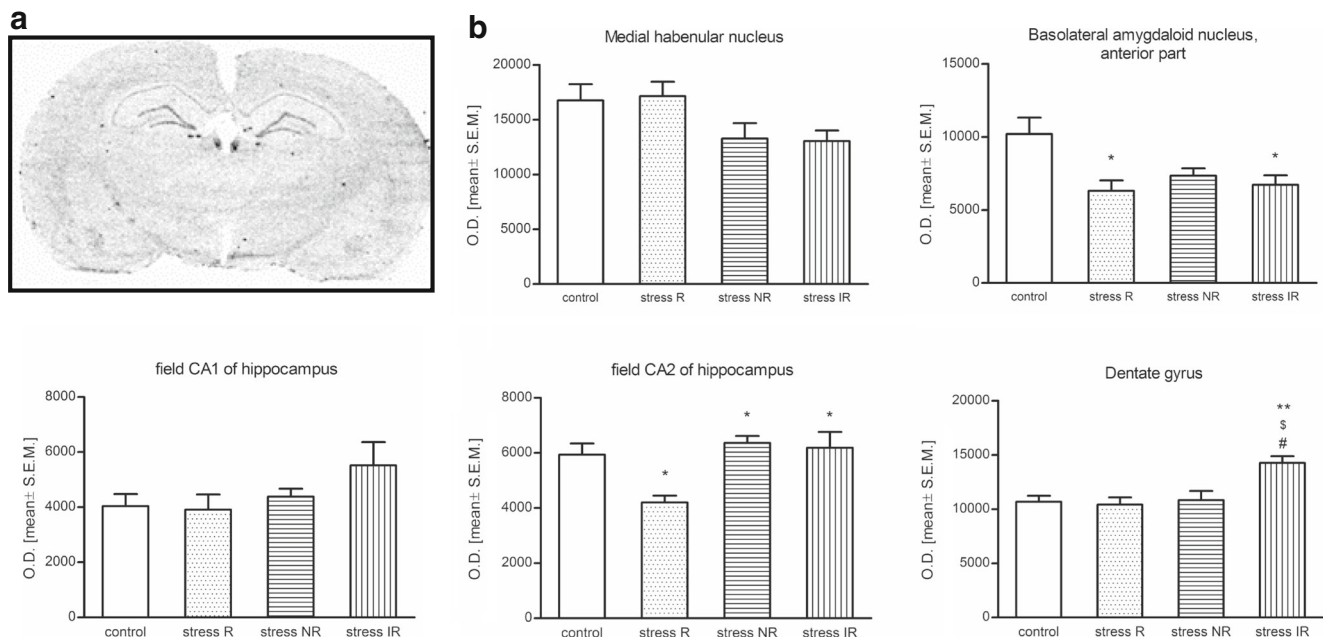 a
b
Medial habenular nucleus
O.D. [mean± S.E.M.]
20000
15000
10000
5000
0
control stress R stress NR stress IR
Basolateral amygdaloid nucleus,
anterior part
O.D. [mean± S.E.M.]
15000
10000
5000
0
* *
control stress R stress NR stress IR
field CA1 of hippocampus
O.D. [mean± S.E.M.]
8000
6000
4000
2000
0
control stress R stress NR stress IR
field CA2 of hippocampus
O.D. [mean± S.E.M.]
8000
6000
4000
2000
0
* * *
control stress R stress NR stress IR
Dentate gyrus
O.D. [mean± S.E.M.]
20000
15000
10000
5000
0
**
$
#
control stress R stress NR stress IR